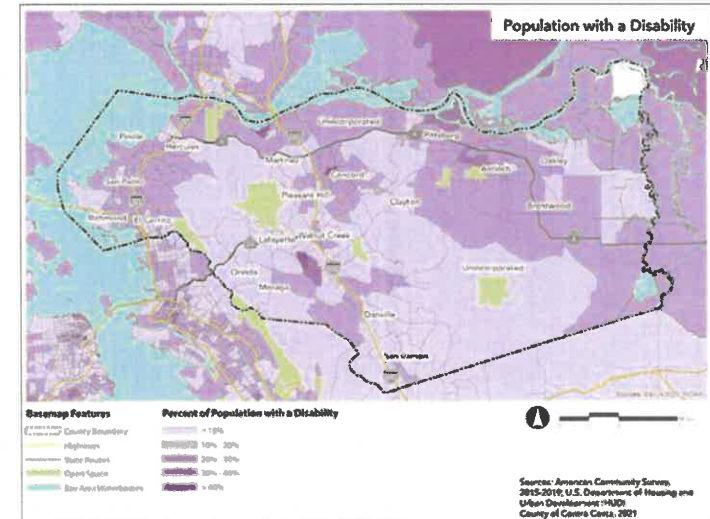 Population with a Disability
Unincorporated
Pittsburg
Pinole
Hercules
Martinez
Oakley
Antioch
San Pablo
Concord
Pleasant Hill
Clayton
Brentwood
Richmond
El Cerrito
Lafayette
Walnut Creek
Orinda
Unincorporated
Moraga
Danville
San Ramon
Basemap Features
County Boundary
Highways
State Routes
Open Space
Bay Area Waterbodies
Percent of Population with a Disability
< 10%
10% - 20%
20% - 30%
30% - 40%
> 40%
Sources: American Community Survey,
2015-2019; U.S. Department of Housing and
Urban Development (HUD)
County of Contra Costa, 2021